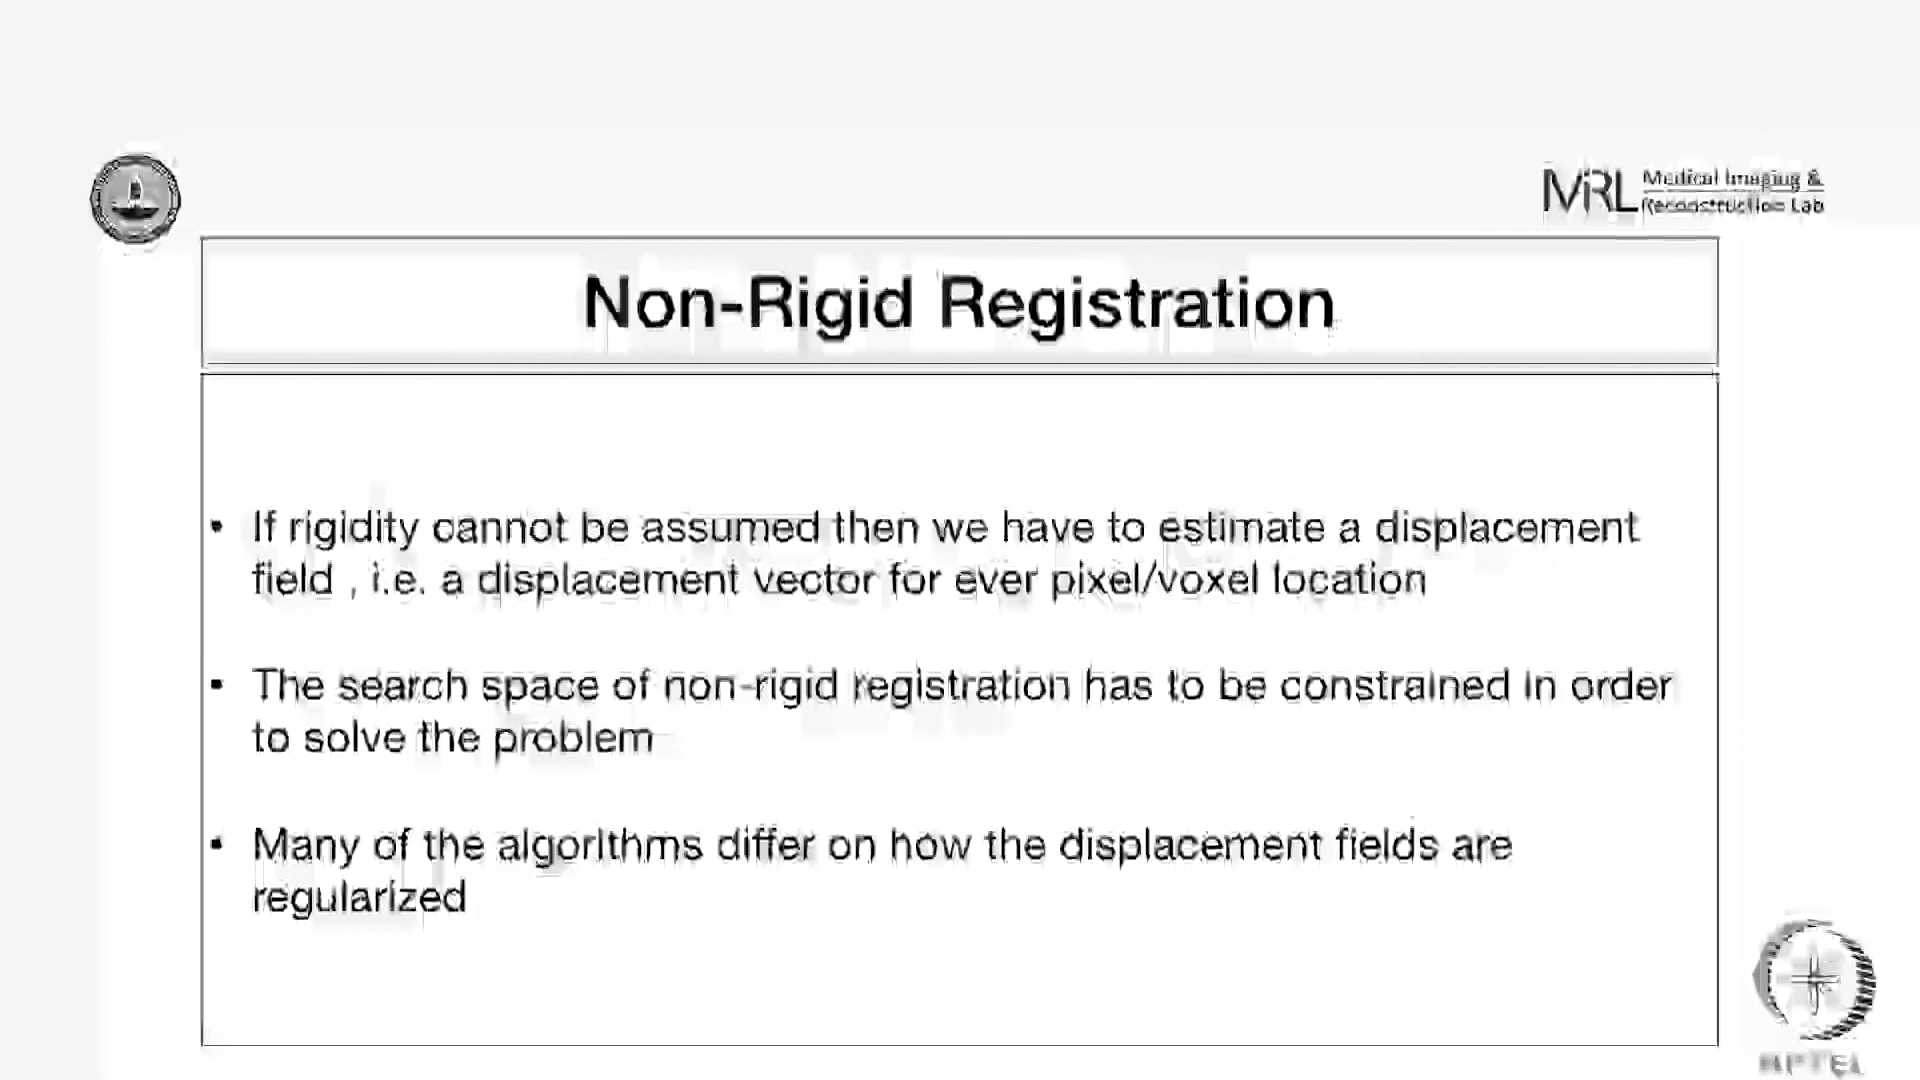 MIRL Medical Imaging &
Reconstruction Lab
Non-Rigid Registration
• If rigidity cannot be assumed then we have to estimate a displacement
field , i.e. a displacement vector for ever pixel/voxel location
• The search space of non-rigid registration has to be constrained in order
to solve the problem
• Many of the algorithms differ on how the displacement fields are
regularized
NPTEL